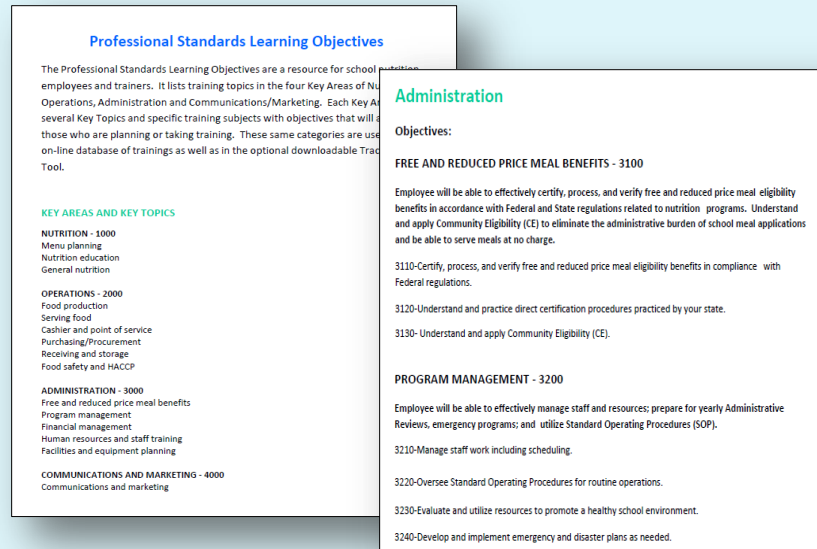 Professional Standards Learning Objectives
The Professional Standards Learning Objectives are a resource for school nutrition
employees and trainers.  It lists training topics in the four Key Areas of
Operations, Administration and Communications/Marketing.  Each Key
several Key Topics and specific training subjects with objectives that will
those who are planning or taking training.  These same categories are
on-line database of trainings as well as in the optional downloadable
Tool.
KEY AREAS AND KEY TOPICS
NUTRITION - 1000
Menu planning
Nutrition education
General nutrition
OPERATIONS - 2000
Food production
Serving food
Cashier and point of service
Purchasing/Procurement
Receiving and storage
Food safety and HACCP
ADMINISTRATION - 3000
Free and reduced price meal benefits
Program management
Financial management
Human resources and staff training
Facilities and equipment planning
COMMUNICATIONS AND MARKETING - 4000
Communications and marketing
Administration
Objectives:
FREE AND REDUCED PRICE MEAL BENEFITS - 3100
Employee will be able to effectively certify, process, and verify free and reduced price meal eligibility
benefits in accordance with Federal and State regulations related to nutrition programs.  Understand
and apply Community Eligibility (CE) to eliminate the administrative burden of school meal applications
and be able to serve meals at no charge.
3110-Certify, process, and verify free and reduced price meal eligibility benefits in compliance with
Federal regulations.
3120-Understand and practice direct certification procedures practiced by your state.
3130- Understand and apply Community Eligibility (CE).
PROGRAM MANAGEMENT - 3200
Employee will be able to effectively manage staff and resources; prepare for yearly Administrative
Reviews, emergency programs; and utilize Standard Operating Procedures (SOP).
3210-Manage staff work including scheduling.
3220-Oversee Standard Operating Procedures for routine operations.
3230-Evaluate and utilize resources to promote a healthy school environment.
3240-Develop and implement emergency and disaster plans as needed.